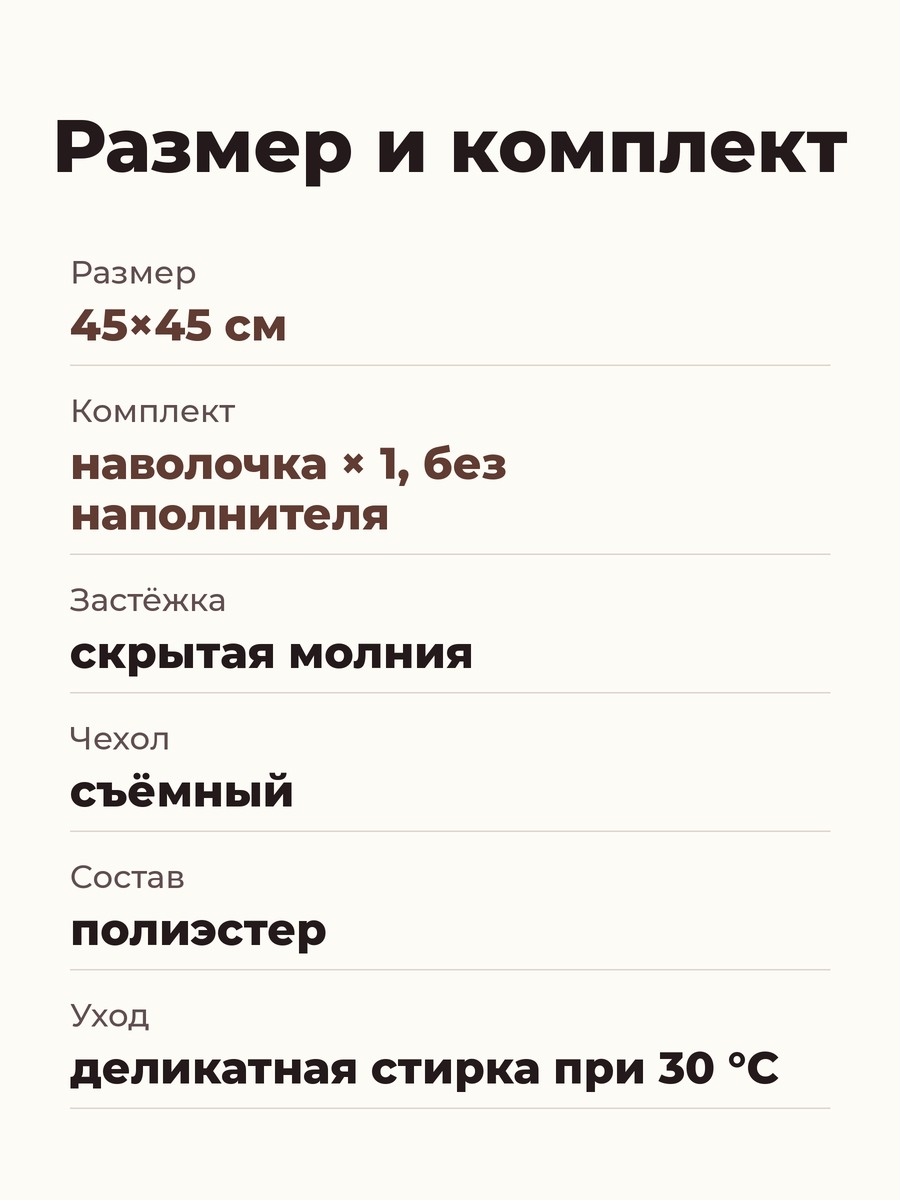 Размер и комплект
Размер
45×45 см
Комплект
наволочка × 1, без
наполнителя
Застёжка
скрытая молния
Чехол
съёмный
Состав
полиэстер
Уход
деликатная стирка при 30 °C